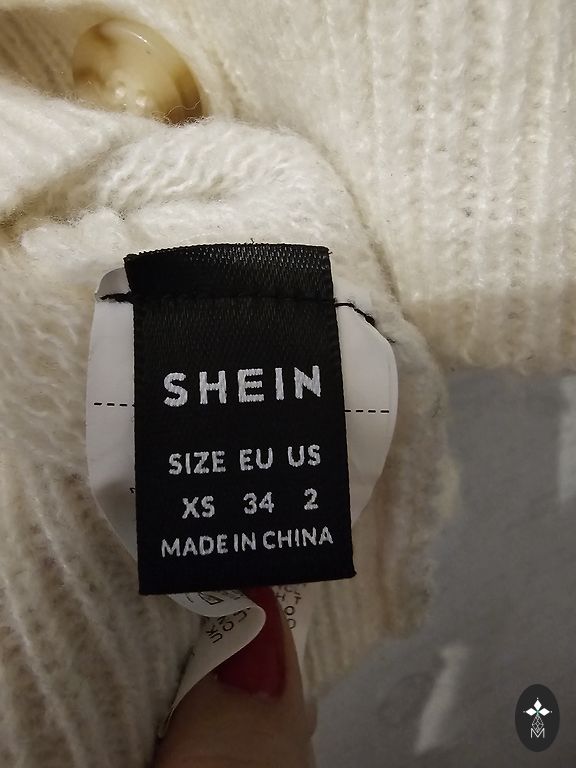 SHEIN
SIZE EU US
XS 34 2
MADE IN CHINA